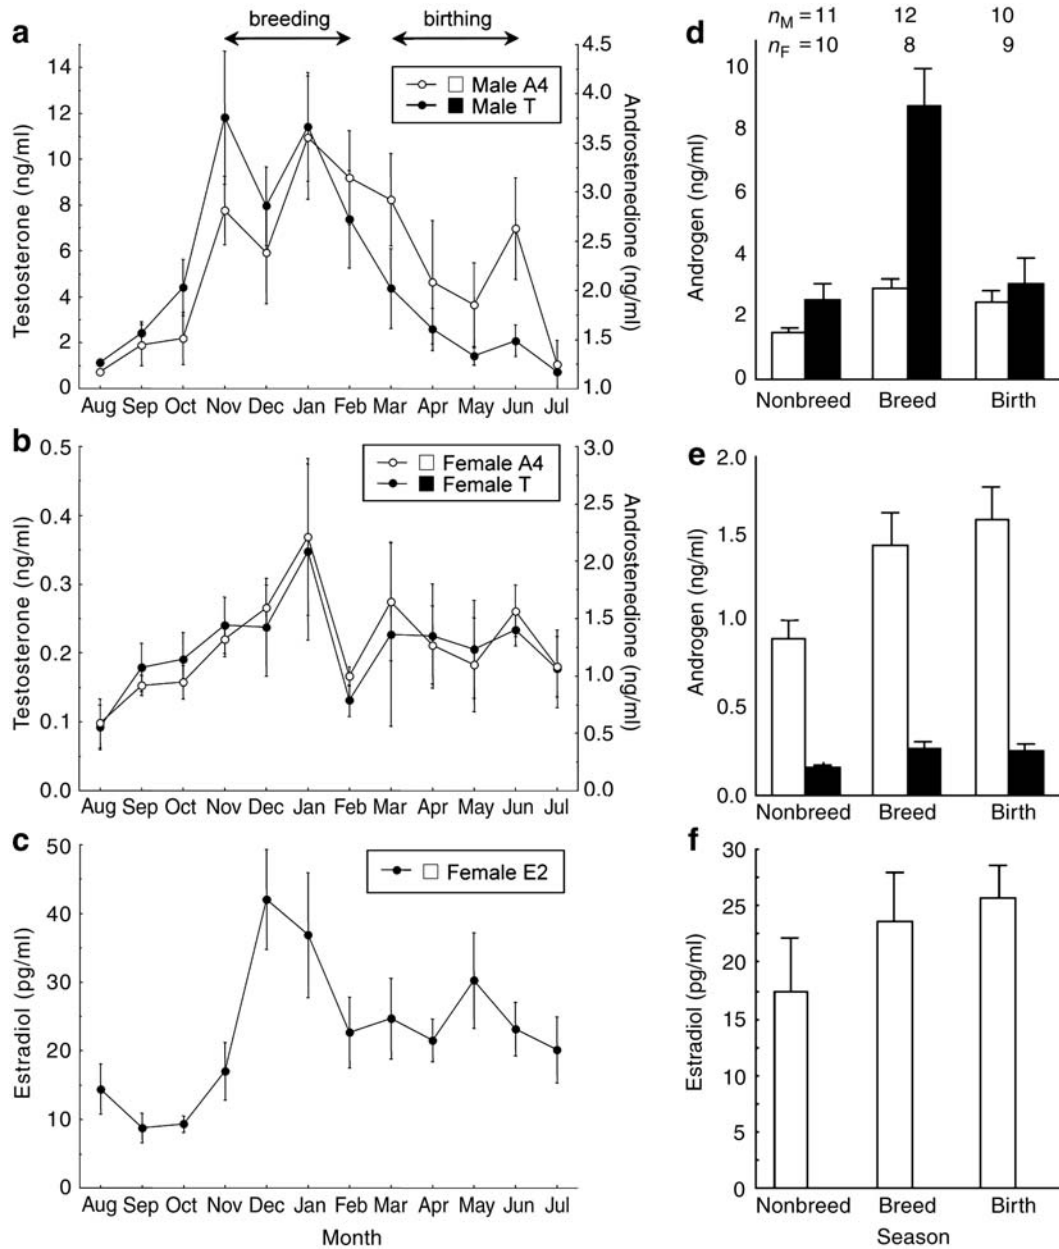 a
breeding
birthing
Male A4
Male T
14
12
10
8
6
4
2
0
Testosterone (ng/ml)
4.5
4.0
3.5
3.0
2.5
2.0
1.5
1.0
Androstenedione (ng/ml)
Aug Sep Oct Nov Dec Jan Feb Mar Apr May Jun Jul
d
nM = 11 12 10
nF = 10 8 9
10
8
6
4
2
0
Androgen (ng/ml)
Nonbreed Breed Birth
b
Female A4
Female T
0.5
0.4
0.3
0.2
0.1
0.0
Testosterone (ng/ml)
3.0
2.5
2.0
1.5
1.0
0.5
0.0
Androstenedione (ng/ml)
Aug Sep Oct Nov Dec Jan Feb Mar Apr May Jun Jul
e
2.0
1.5
1.0
0.5
0.0
Androgen (ng/ml)
Nonbreed Breed Birth
c
Female E2
50
40
30
20
10
0
Estradiol (pg/ml)
Aug Sep Oct Nov Dec Jan Feb Mar Apr May Jun Jul
Month
f
30
25
20
15
10
5
0
Estradiol (pg/ml)
Nonbreed Breed Birth
Season